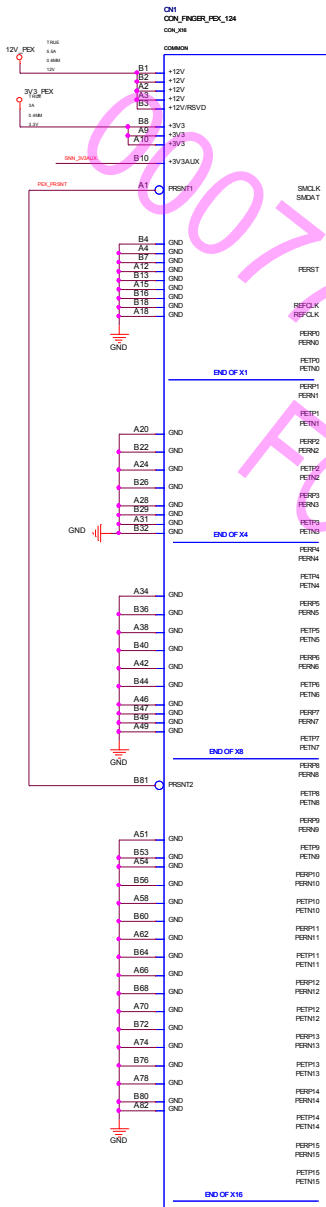 CN1
CON_FINGER_PEX_124
CON_X16
COMMON
12V_PEX
TRUE
5.5A
0.6MM
12V
3V3_PEX
TRUE
3A
0.4MM
3.3V
B1 +12V
B2 +12V
A2 +12V
A3 +12V
B3 +12V/RSVD
B8 +3V3
A9 +3V3
A10 +3V3
SNN_3V3AUX B10 +3V3AUX
PEX_PRSNT A1 PRSNT1
SMCLK
SMDAT
B4 GND
A4 GND
B7 GND
A12 GND
B13 GND
A15 GND
B16 GND
B18 GND
A18 GND
GND
PERST
REFCLK
REFCLK
PERP0
PERN0
PETP0
PETN0
END OF X1
PERP1
PERN1
PETP1
PETN1
A20 GND
B22 GND
A24 GND
B26 GND
A28 GND
B29 GND
A31 GND
B32 GND
GND
PERP2
PERN2
PETP2
PETN2
PERP3
PERN3
PETP3
PETN3
END OF X4
PERP4
PERN4
PETP4
PETN4
A34 GND
B36 GND
A38 GND
B40 GND
A42 GND
B44 GND
A46 GND
B47 GND
B49 GND
A49 GND
GND
PERP5
PERN5
PETP5
PETN5
PERP6
PERN6
PETP6
PETN6
PERP7
PERN7
PETP7
PETN7
END OF X8
B81 PRSNT2
PERP8
PERN8
PETP8
PETN8
A51 GND
B53 GND
A54 GND
B56 GND
A58 GND
B60 GND
A62 GND
B64 GND
A66 GND
B68 GND
A70 GND
B72 GND
A74 GND
B76 GND
A78 GND
B80 GND
A82 GND
GND
PERP9
PERN9
PETP9
PETN9
PERP10
PERN10
PETP10
PETN10
PERP11
PERN11
PETP11
PETN11
PERP12
PERN12
PETP12
PETN12
PERP13
PERN13
PETP13
PETN13
PERP14
PERN14
PETP14
PETN14
PERP15
PERN15
PETP15
PETN15
END OF X16